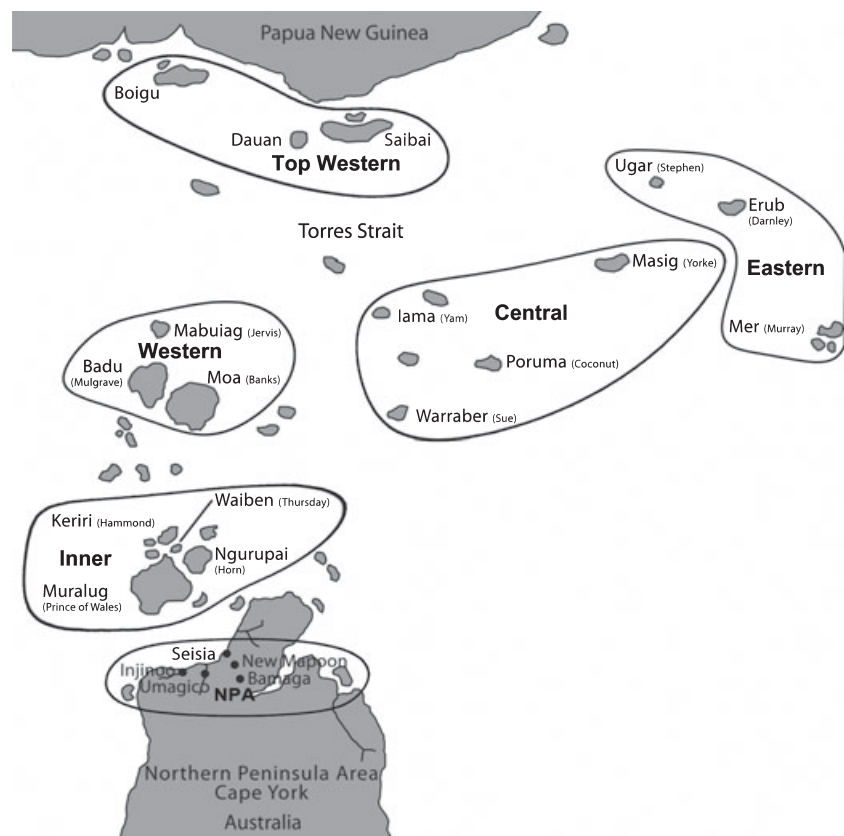 Papua New Guinea
Boigu
Dauan
Saibai
Top Western
Ugar (Stephen)
Erub
(Darnley)
Torres Strait
Masig (Yorke)
Eastern
Iama (Yam)
Central
Mer (Murray)
Mabuiag (Jervis)
Western
Badu
(Mulgrave)
Moa (Banks)
Poruma (Coconut)
Warraber (Sue)
Waiben (Thursday)
Keriri (Hammond)
Inner
Ngurupai
(Horn)
Muralug
(Prince of Wales)
Seisia
New Mapoon
Injinoo
Umagico
Bamaga
NPA
Northern Peninsula Area
Cape York
Australia